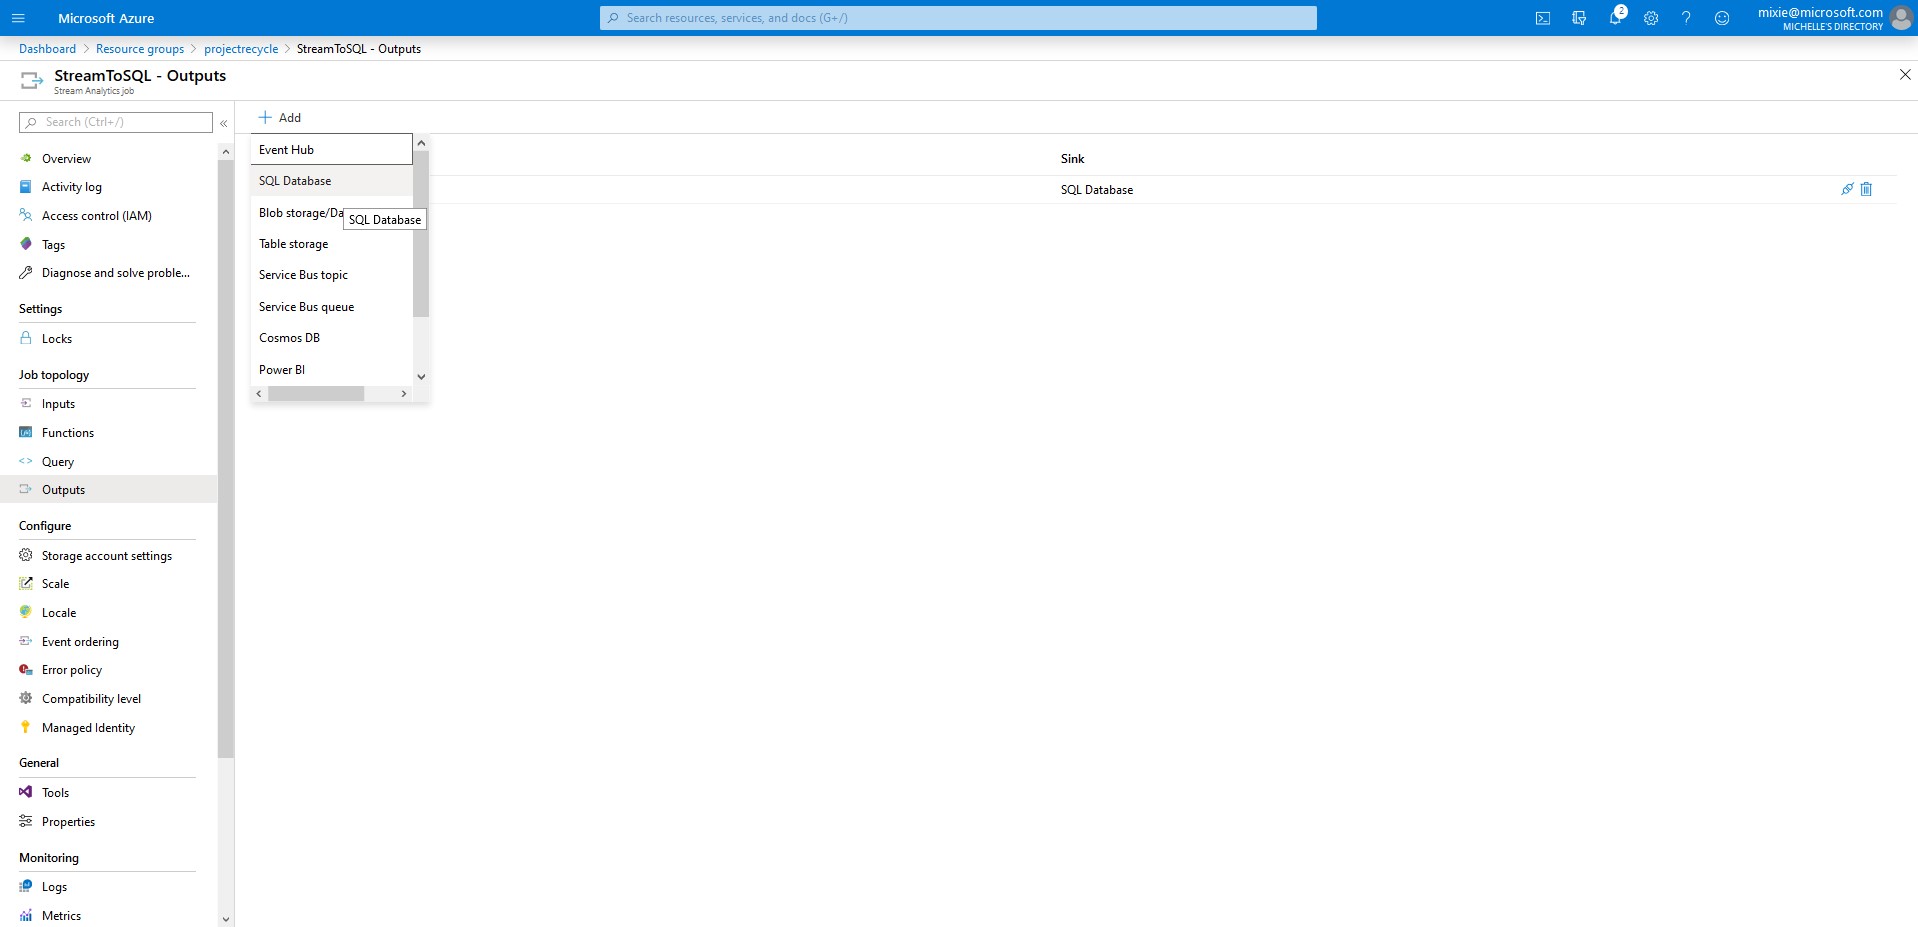 Microsoft Azure
Search resources, services, and docs (G+/)
2
mixie@microsoft.com
MICHELLE'S DIRECTORY
Dashboard > Resource groups > projectrecycle > StreamToSQL - Outputs
StreamToSQL - Outputs
Stream Analytics job
Search (Ctrl+/)
«
Overview
Activity log
Access control (IAM)
Tags
Diagnose and solve proble...
Settings
Locks
Job topology
Inputs
Functions
Query
Outputs
Configure
Storage account settings
Scale
Locale
Event ordering
Error policy
Compatibility level
Managed Identity
General
Tools
Properties
Monitoring
Logs
Metrics
Add
Event Hub
SQL Database
Blob storage/Da
SQL Database
Table storage
Service Bus topic
Service Bus queue
Cosmos DB
Power BI
Sink
SQL Database